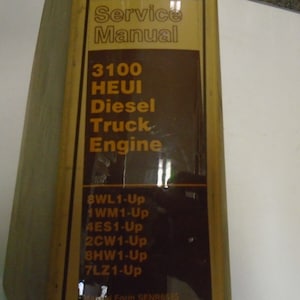 Service
Manual
3100
HEUI
Diesel
Truck
Engine
8WL1-Up
1WM1-Up
4ES1-Up
2CW1-Up
6HW1-Up
7LZ1-Up
From